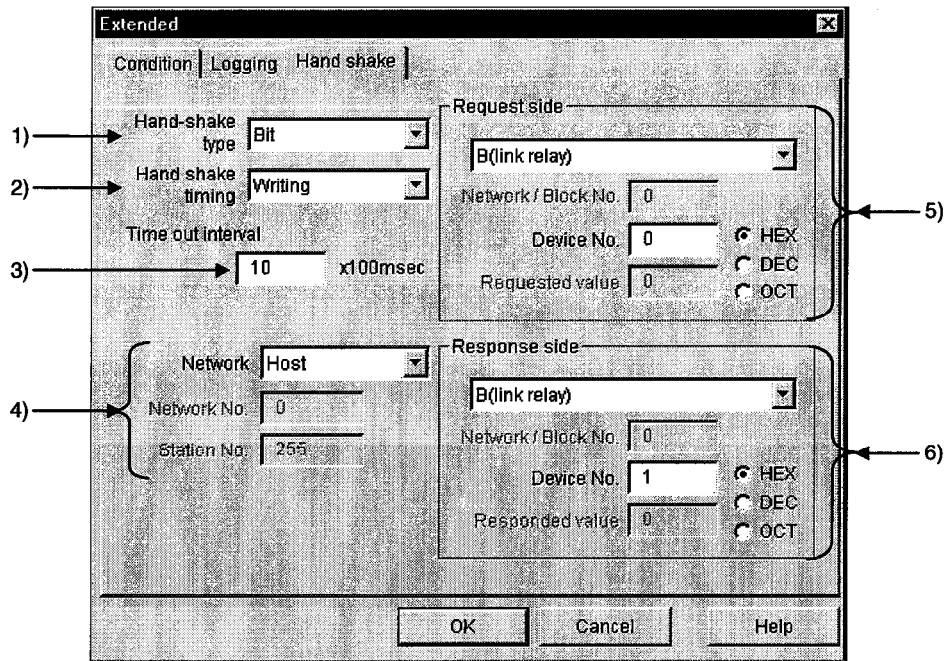 Extended
Condition Logging Hand shake
1)
Hand-shake type Bit
2)
Hand shake timing Writing
Time out interval
3)
10 x100msec
4)
Network Host
Network No. 0
Station No. 255
Request side
B(link relay)
Network / Block No. 0
Device No. 0
Requested value 0
HEX
DEC
OCT
5)
Response side
B(link relay)
Network / Block No. 0
Device No. 1
Responded value 0
HEX
DEC
OCT
6)
OK Cancel Help